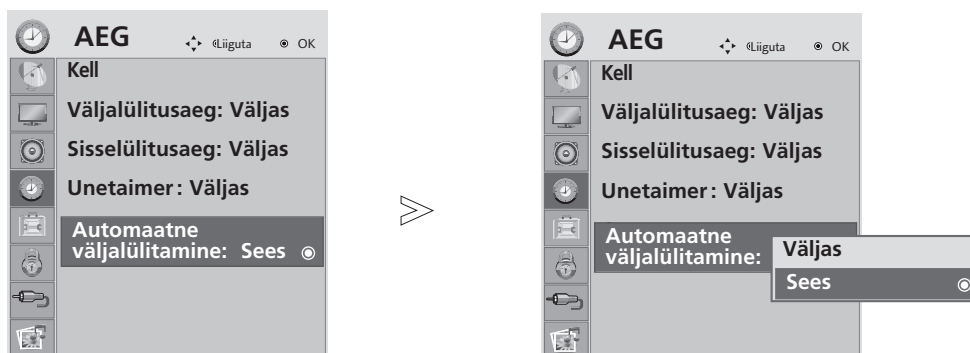 AEG
Liiguta
OK
Kell
Väljalülitusaeg: Väljas
Sisselülitusaeg: Väljas
Unetaimer : Väljas
Automaatne
väljalülitamine: Sees
AEG
Liiguta
OK
Kell
Väljalülitusaeg: Väljas
Sisselülitusaeg: Väljas
Unetaimer : Väljas
Automaatne
väljalülitamine:
Väljas
Sees